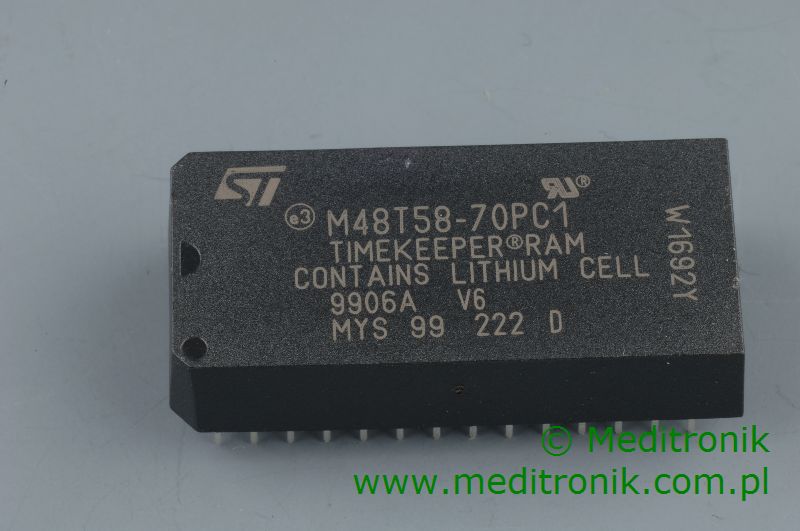 ST
e3 M48T58-70PC1
TIMEKEEPER®RAM
CONTAINS LITHIUM CELL
9906A V6
MYS 99 222 D
W1692Y
© Meditronik
www.meditronik.com.pl